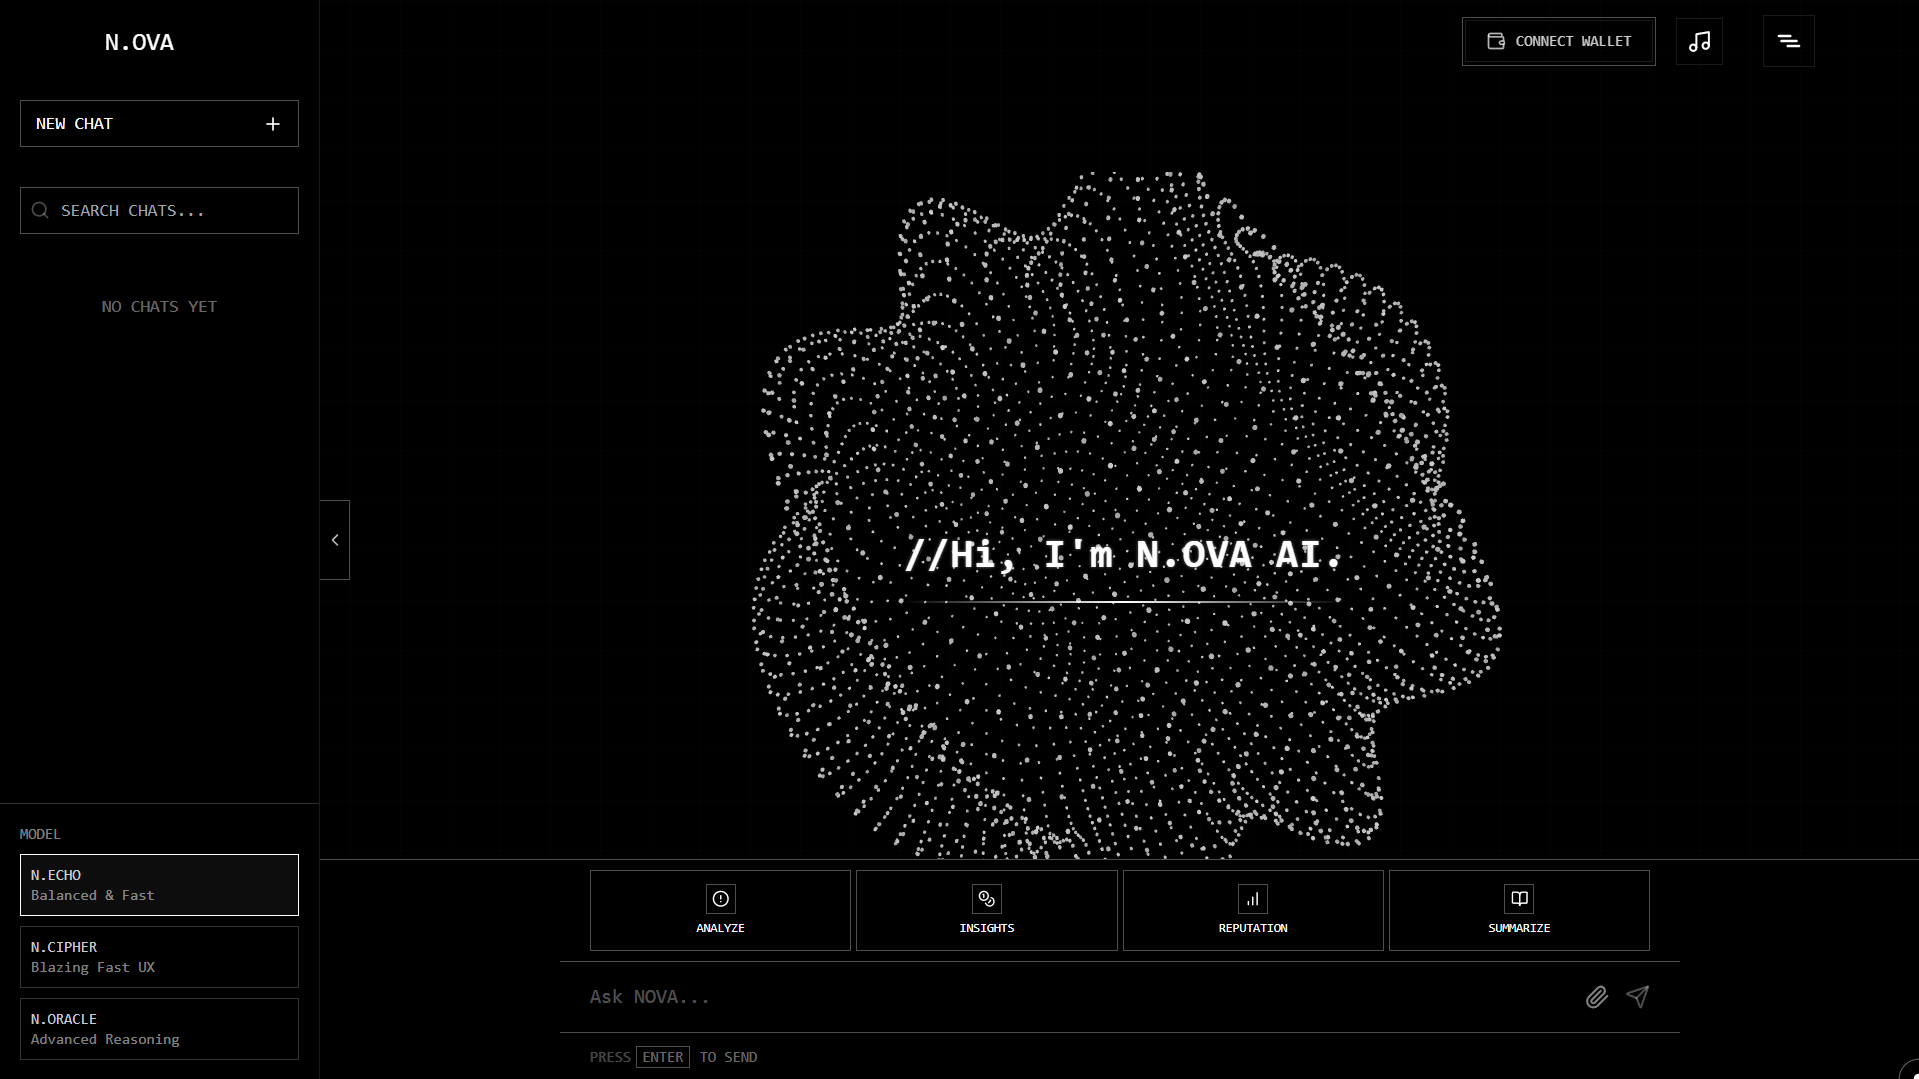 N.OVA
CONNECT WALLET
NEW CHAT
SEARCH CHATS...
NO CHATS YET
//Hi, I'm N.OVA AI.
MODEL
N.ECHO
Balanced & Fast
N.CIPHER
Blazing Fast UX
N.ORACLE
Advanced Reasoning
ANALYZE
INSIGHTS
REPUTATION
SUMMARIZE
Ask NOVA...
PRESS ENTER TO SEND